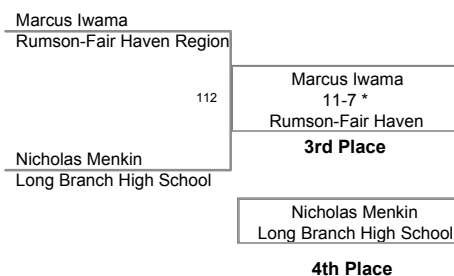 Marcus Iwama
Rumson-Fair Haven Region
112
Marcus Iwama
11-7 *
Rumson-Fair Haven
3rd Place
Nicholas Menkin
Long Branch High School
Nicholas Menkin
Long Branch High School
4th Place